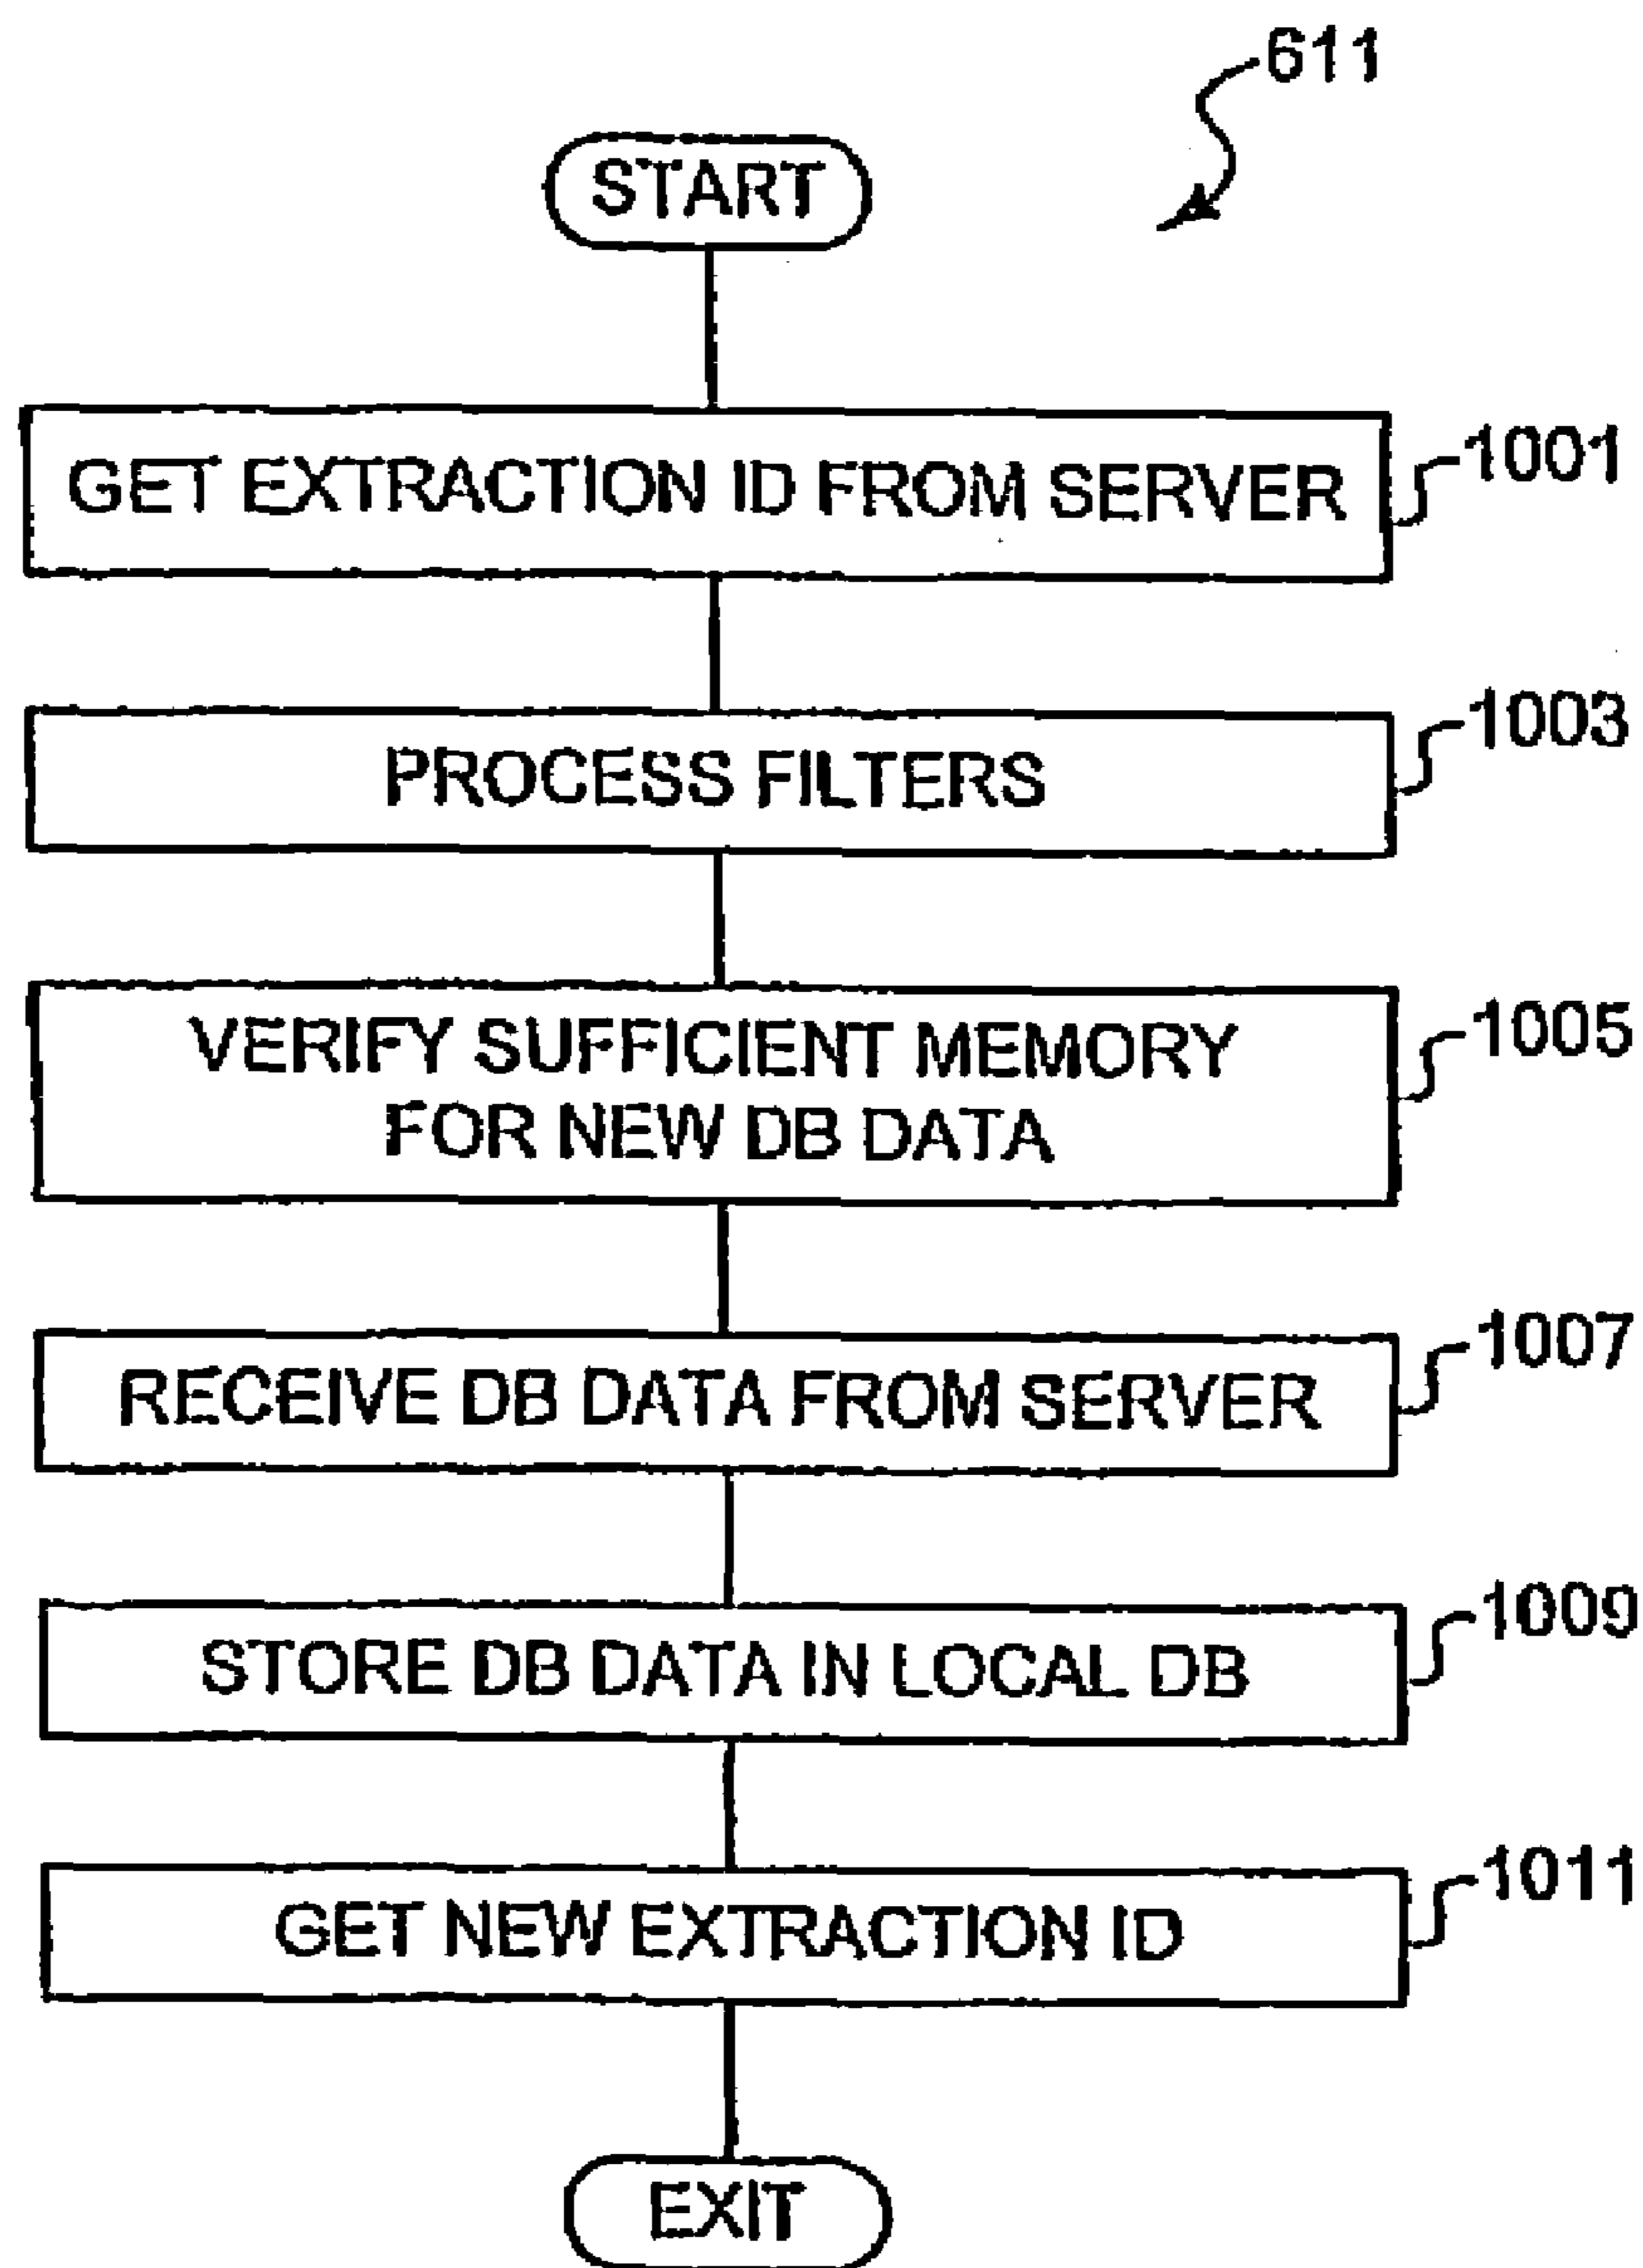 611
START
GET EXTRACTION ID FROM SERVER
1001
PROCESS FILTERS
1003
VERIFY SUFFICIENT MEMORY
FOR NEW DB DATA
1005
RECEIVE DB DATA FROM SERVER
1007
STORE DB DATA IN LOCAL DB
1009
GET NEW EXTRACTION ID
1011
EXIT